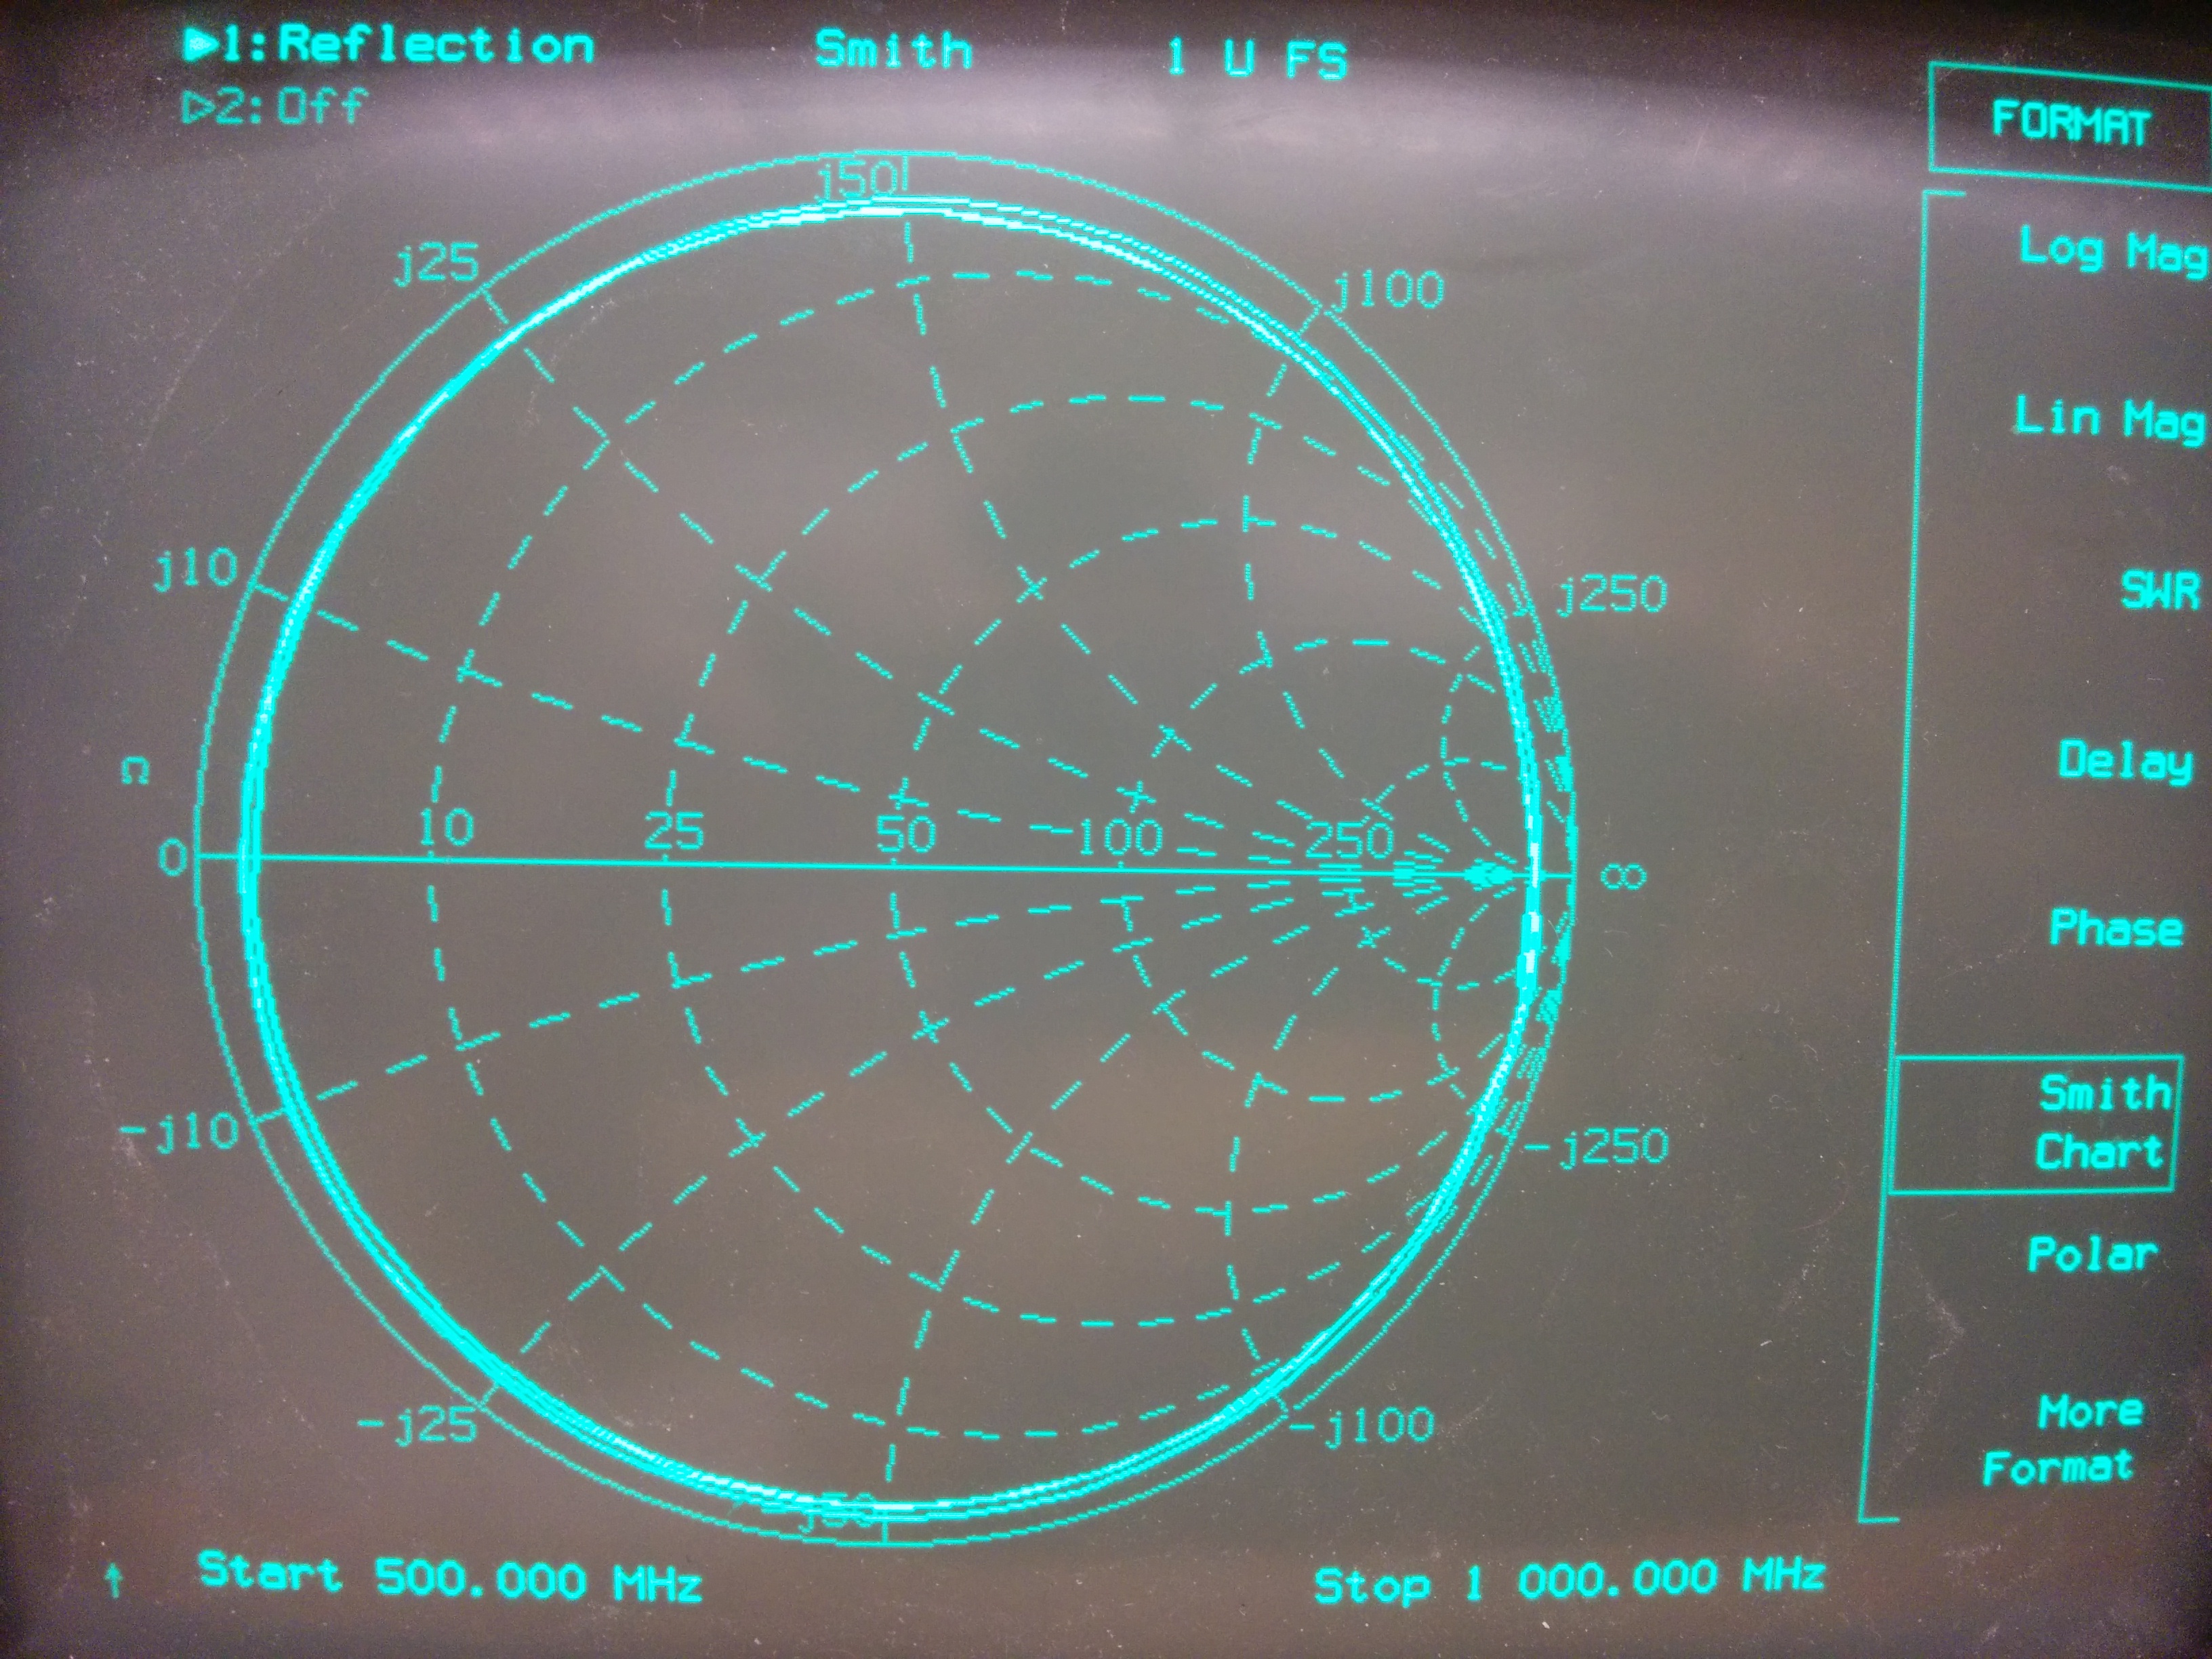 ▷1:Reflection Smith 1 U FS
▷2:Off
FORMAT
Log Mag
Lin Mag
SWR
Delay
Phase
Smith
Chart
Polar
More
Format
j50
j25
j100
j10
j250
Ω
10 25 50 100 250
0 ∞
-j10
-j250
-j25
-j100
-j50
↑ Start 500.000 MHz Stop 1 000.000 MHz